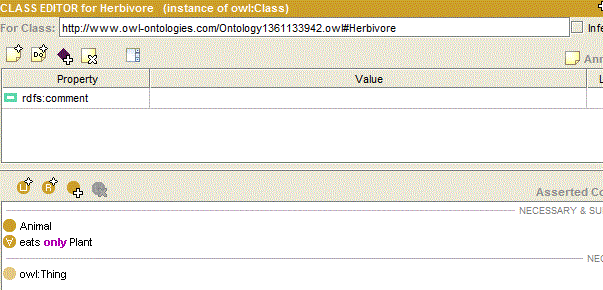 CLASS EDITOR for Herbivore (instance of owl:Class)
For Class: http://www.owl-ontologies.com/Ontology1361133942.owl#Herbivore Infe
Ann
Property Value L
rdfs:comment
Asserted Co
NECESSARY & SU
Animal
eats only Plant
NEC
owl:Thing